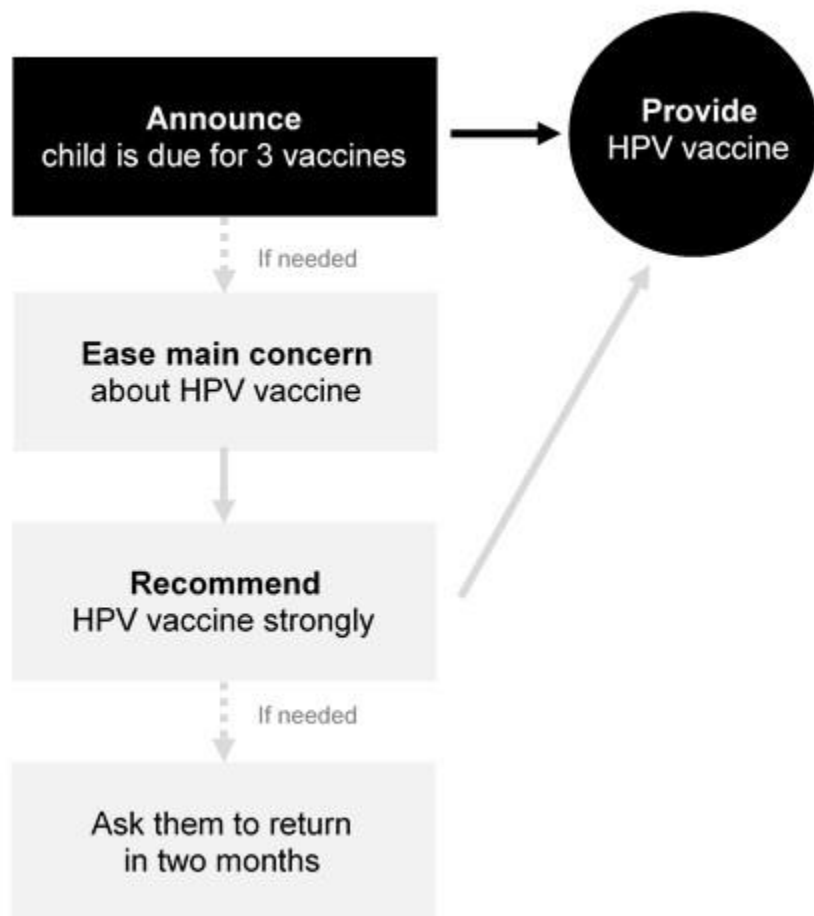 Announce
child is due for 3 vaccines
Provide
HPV vaccine
If needed
Ease main concern
about HPV vaccine
Recommend
HPV vaccine strongly
If needed
Ask them to return
in two months